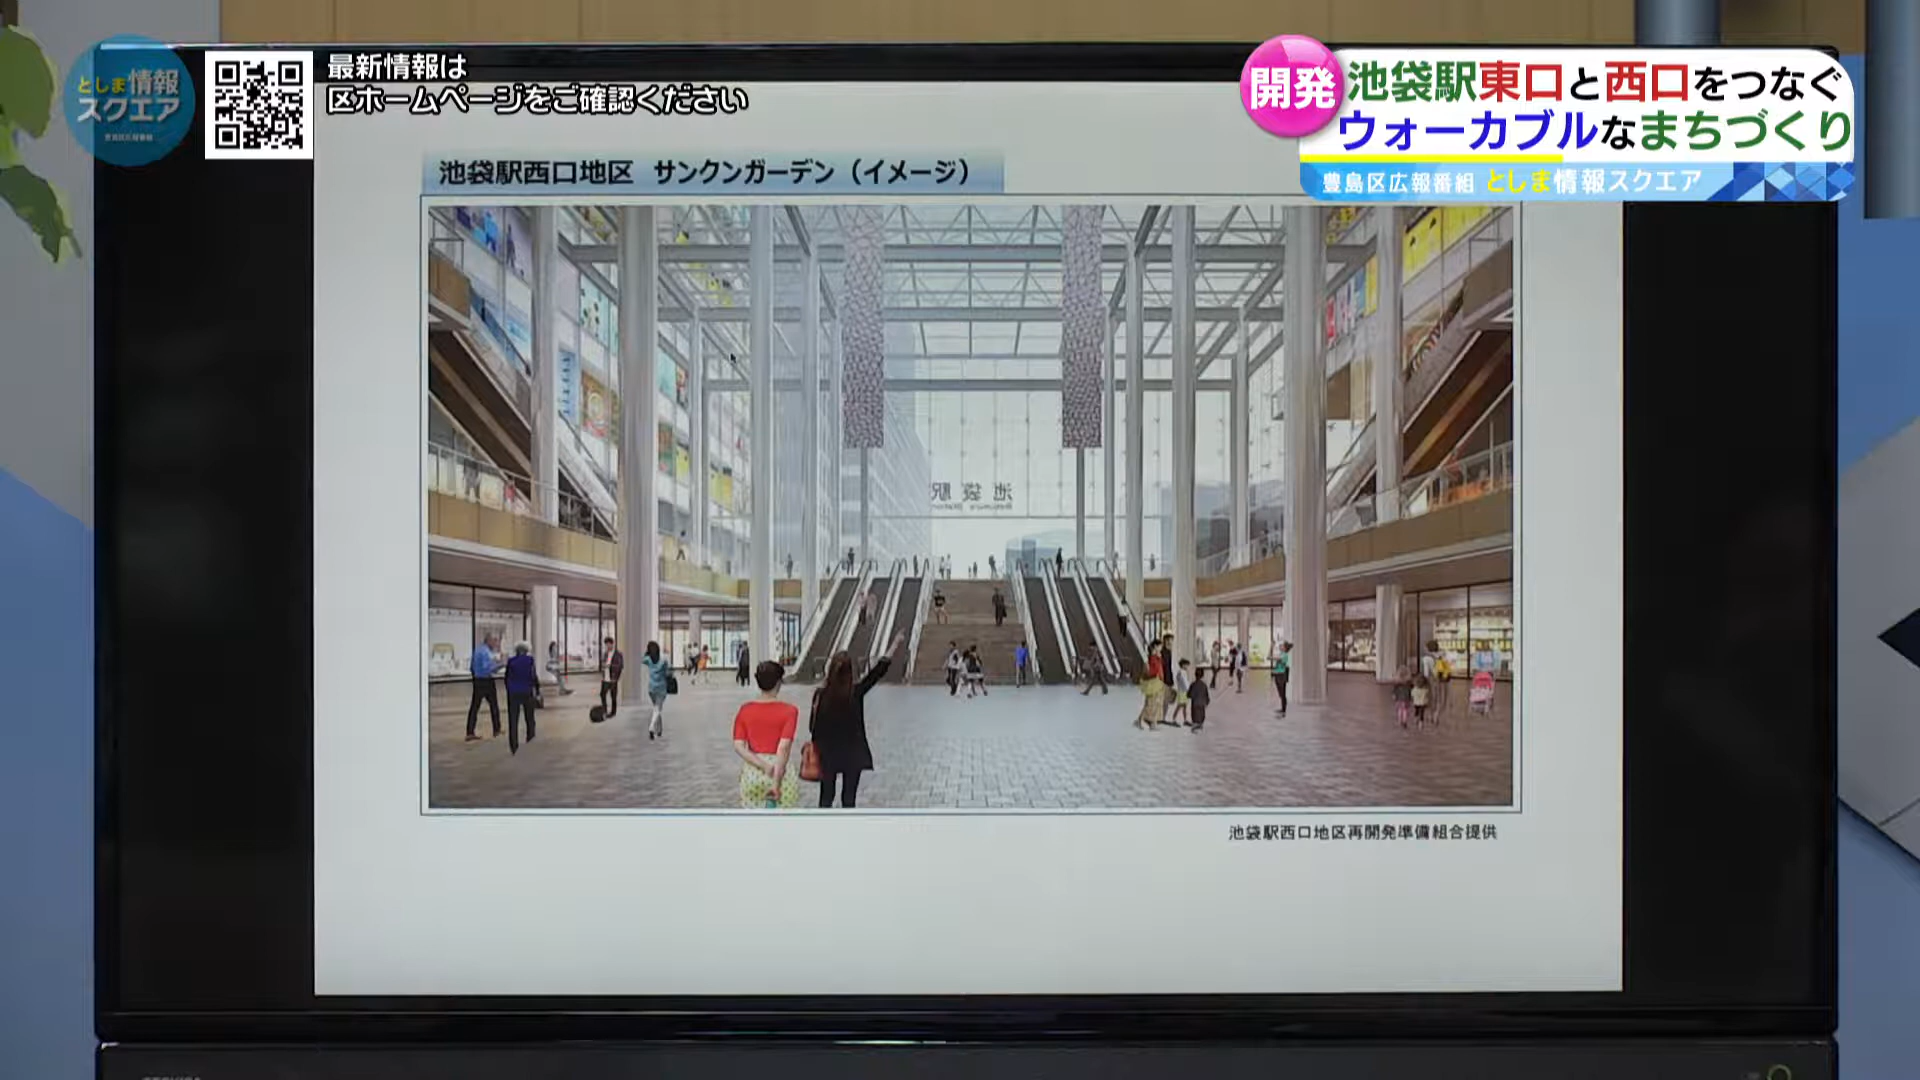 としま情報
スクエア
最新情報は
区ホームページをご確認ください
開発
池袋駅東口と西口をつなぐ
ウォーカブルなまちづくり
豊島区広報番組 としま情報スクエア
池袋駅西口地区 サンクンガーデン（イメージ）
池袋駅
池袋駅西口地区再開発準備組合提供